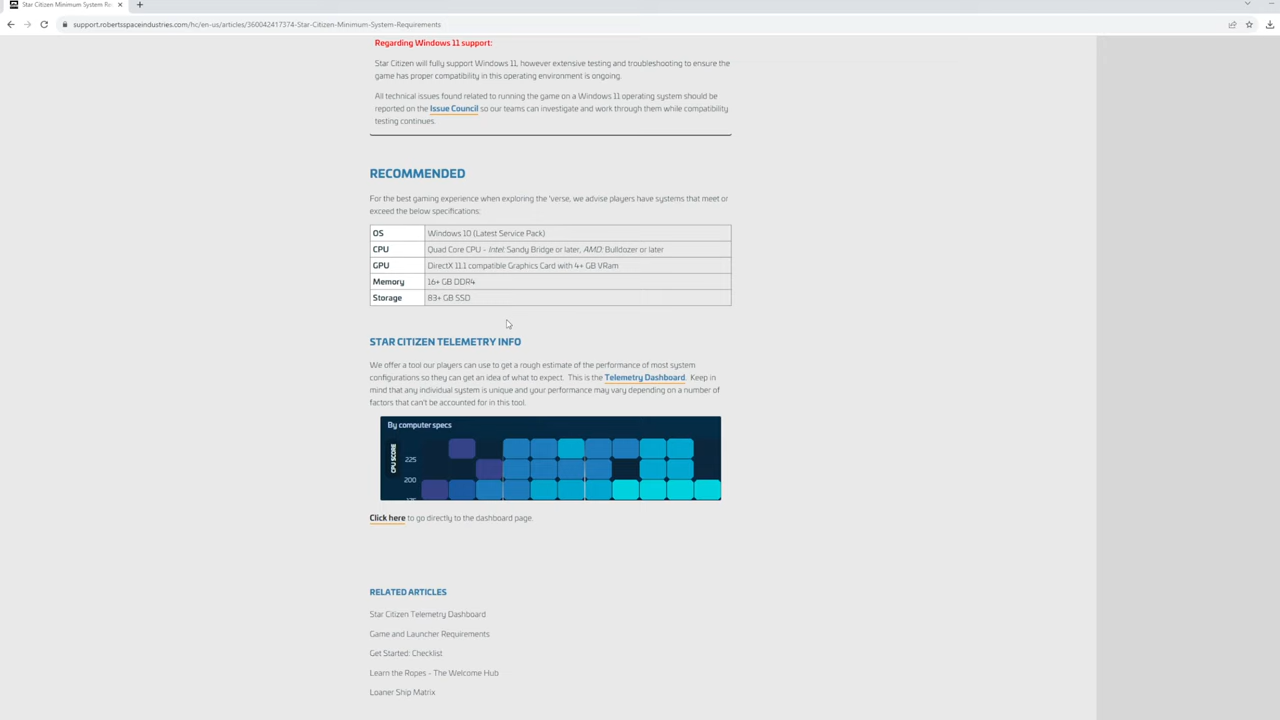 Star Citizen Minimum System Re
support.robertsspaceindustries.com/hc/en-us/articles/360042417374-Star-Citizen-Minimum-System-Requirements
Regarding Windows 11 support:
Star Citizen will fully support Windows 11, however extensive testing and troubleshooting to ensure the
game has proper compatibility in this operating environment is ongoing.
All technical issues found related to running the game on a Windows 11 operating system should be
reported on the Issue Council so our teams can investigate and work through them while compatibility
testing continues.
RECOMMENDED
For the best gaming experience when exploring the 'verse, we advise players have systems that meet or
exceed the below specifications:
OS Windows 10 (Latest Service Pack)
CPU Quad Core CPU - Intel: Sandy Bridge or later, AMD: Bulldozer or later
GPU DirectX 11.1 compatible Graphics Card with 4+ GB VRam
Memory 16+ GB DDR4
Storage 83+ GB SSD
STAR CITIZEN TELEMETRY INFO
We offer a tool our players can use to get a rough estimate of the performance of most system
configurations so they can get an idea of what to expect. This is the Telemetry Dashboard. Keep in
mind that any individual system is unique and your performance may vary depending on a number of
factors that can't be accounted for in this tool.
By computer specs
CPU SCORE
225
200
Click here to go directly to the dashboard page.
RELATED ARTICLES
Star Citizen Telemetry Dashboard
Game and Launcher Requirements
Get Started: Checklist
Learn the Ropes - The Welcome Hub
Loaner Ship Matrix